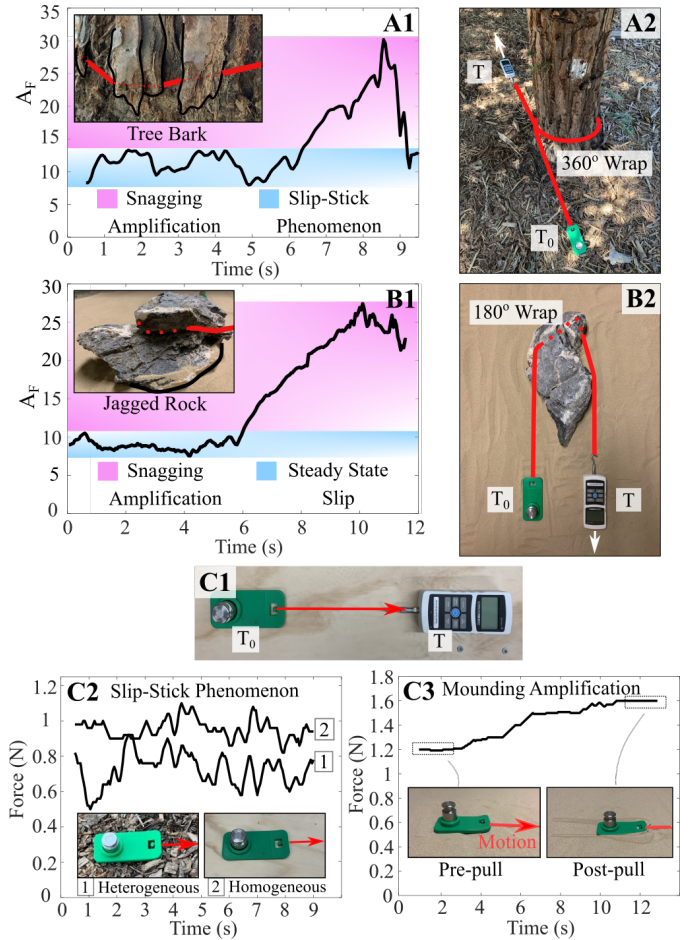 A1
30
25
20
15
10
5
0
A_F
Tree Bark
Snagging
Amplification
Slip-Stick
Phenomenon
0 1 2 3 4 5 6 7 8 9
Time (s)
A2
T
360° Wrap
T₀
B1
30
25
20
15
10
5
0
A_F
Jagged Rock
Snagging
Amplification
Steady State
Slip
0 2 4 6 8 10 12
Time (s)
B2
180° Wrap
T₀
T
C1
T₀
T
C2 Slip-Stick Phenomenon
1.2
1
0.8
0.6
0.4
0.2
0
Force (N)
2
1
1 Heterogeneous
2 Homogeneous
0 1 2 3 4 5 6 7 8 9
Time (s)
C3 Mounding Amplification
1.8
1.6
1.4
1.2
1
0.8
0.6
0.4
0.2
0
Force (N)
Motion
Pre-pull
Post-pull
0 2 4 6 8 10 12
Time (s)